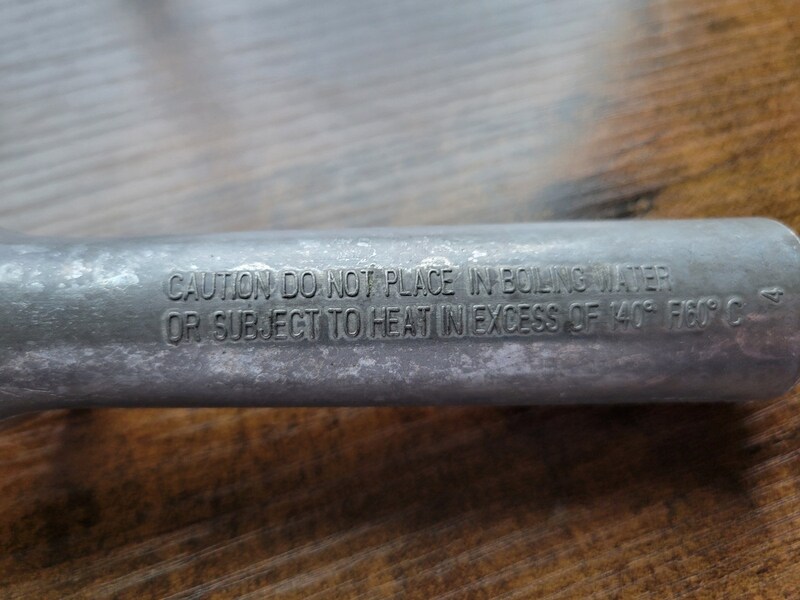 CAUTION DO NOT PLACE IN BOILING WATER
OR SUBJECT TO HEAT IN EXCESS OF 140° F/60° C
4